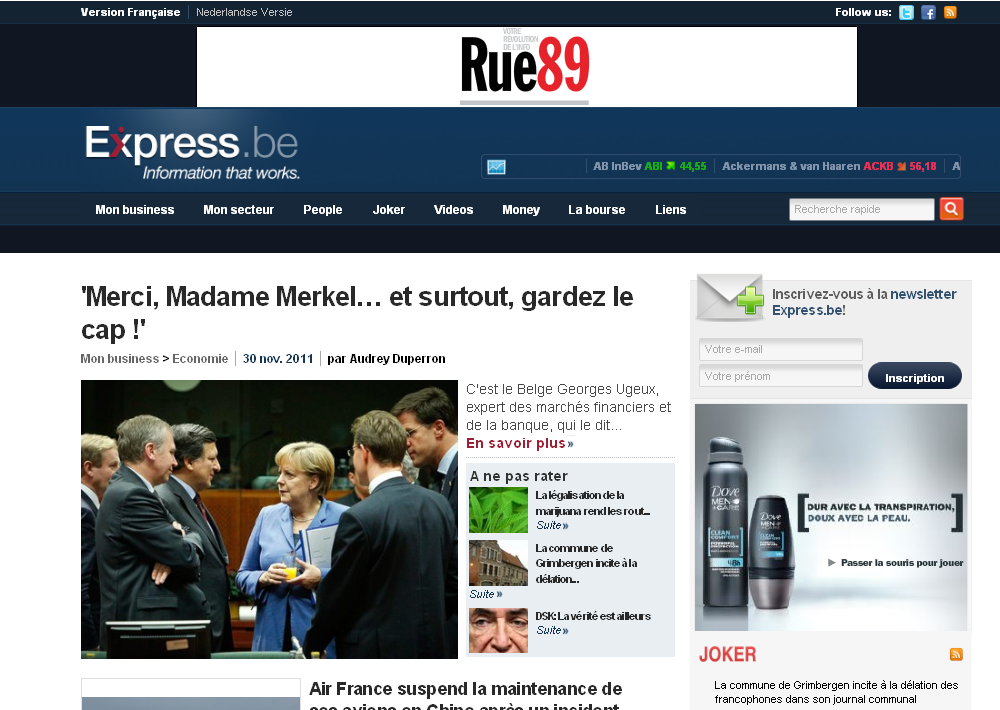 Version Française Nederlandse Versie Follow us:
VOTRE
RÉVOLUTION
DE L'INFO
Rue89
Express.be
Information that works.
AB InBev ABI 44,55 Ackermans & van Haaren ACKB 56,18 A
Mon business Mon secteur People Joker Videos Money La bourse Liens Recherche rapide
'Merci, Madame Merkel… et surtout, gardez le
cap !'
Mon business > Economie 30 nov. 2011 par Audrey Duperron
C'est le Belge Georges Ugeux,
expert des marchés financiers et
de la banque, qui le dit...
En savoir plus»
A ne pas rater
La légalisation de la
marijuana rend les rout...
Suite»
La commune de
Grimbergen incite à la
délation...
Suite»
DSK: La vérité est ailleurs
Suite»
Air France suspend la maintenance de
ses avions en Chine après un incident
Inscrivez-vous à la newsletter
Express.be!
Votre e-mail
Votre prénom
Inscription
Dove
MEN
+CARE
CLEAN
COMFORT
48h
Dove
MEN
+CARE
CLEAN
COMFORT
DUR AVEC LA TRANSPIRATION,
DOUX AVEC LA PEAU.
Passer la souris pour jouer
JOKER
La commune de Grimbergen incite à la délation des
francophones dans son journal communal